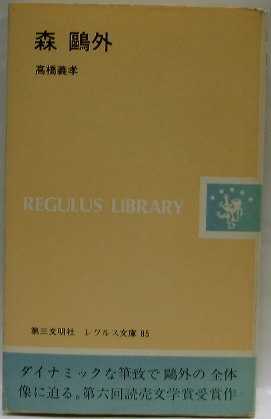 森 鷗外
高橋義孝
REGULUS LIBRARY
第三文明社 レグルス文庫 85
ダイナミックな筆致で鷗外の全体
像に迫る。第六回読売文学賞受賞作